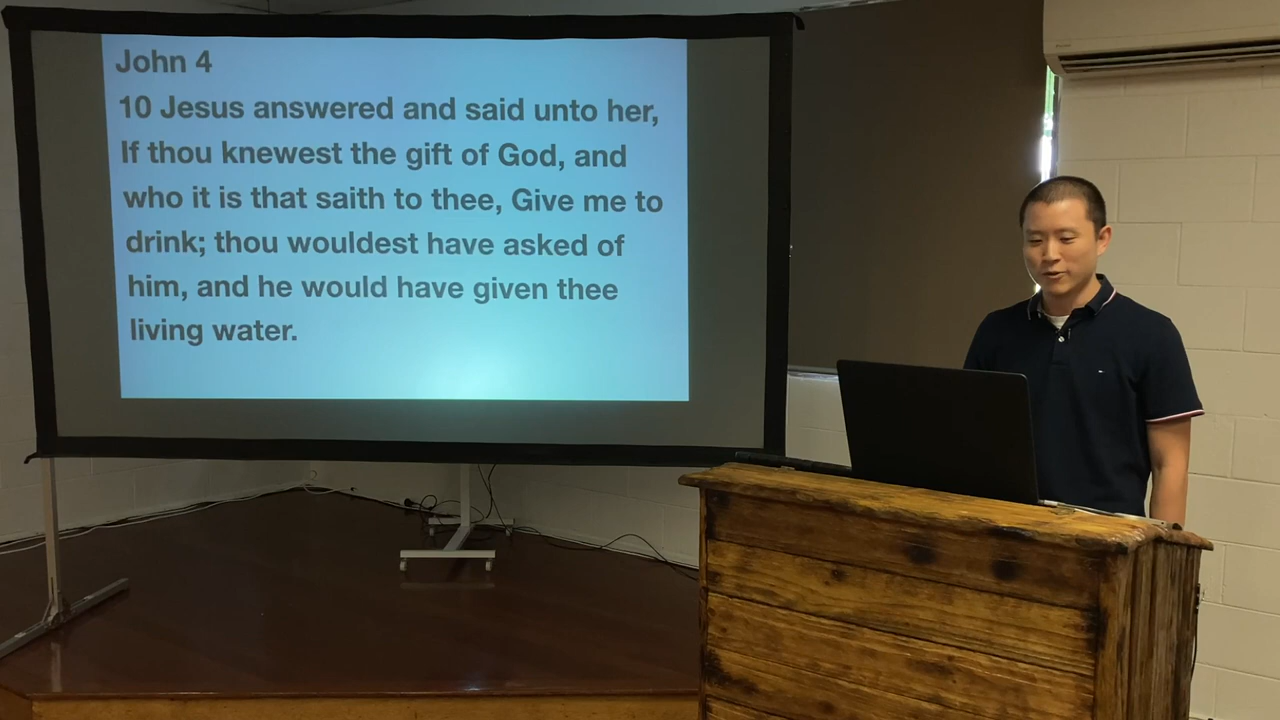 John 4
10 Jesus answered and said unto her,
If thou knewest the gift of God, and
who it is that saith to thee, Give me to
drink; thou wouldest have asked of
him, and he would have given thee
living water.